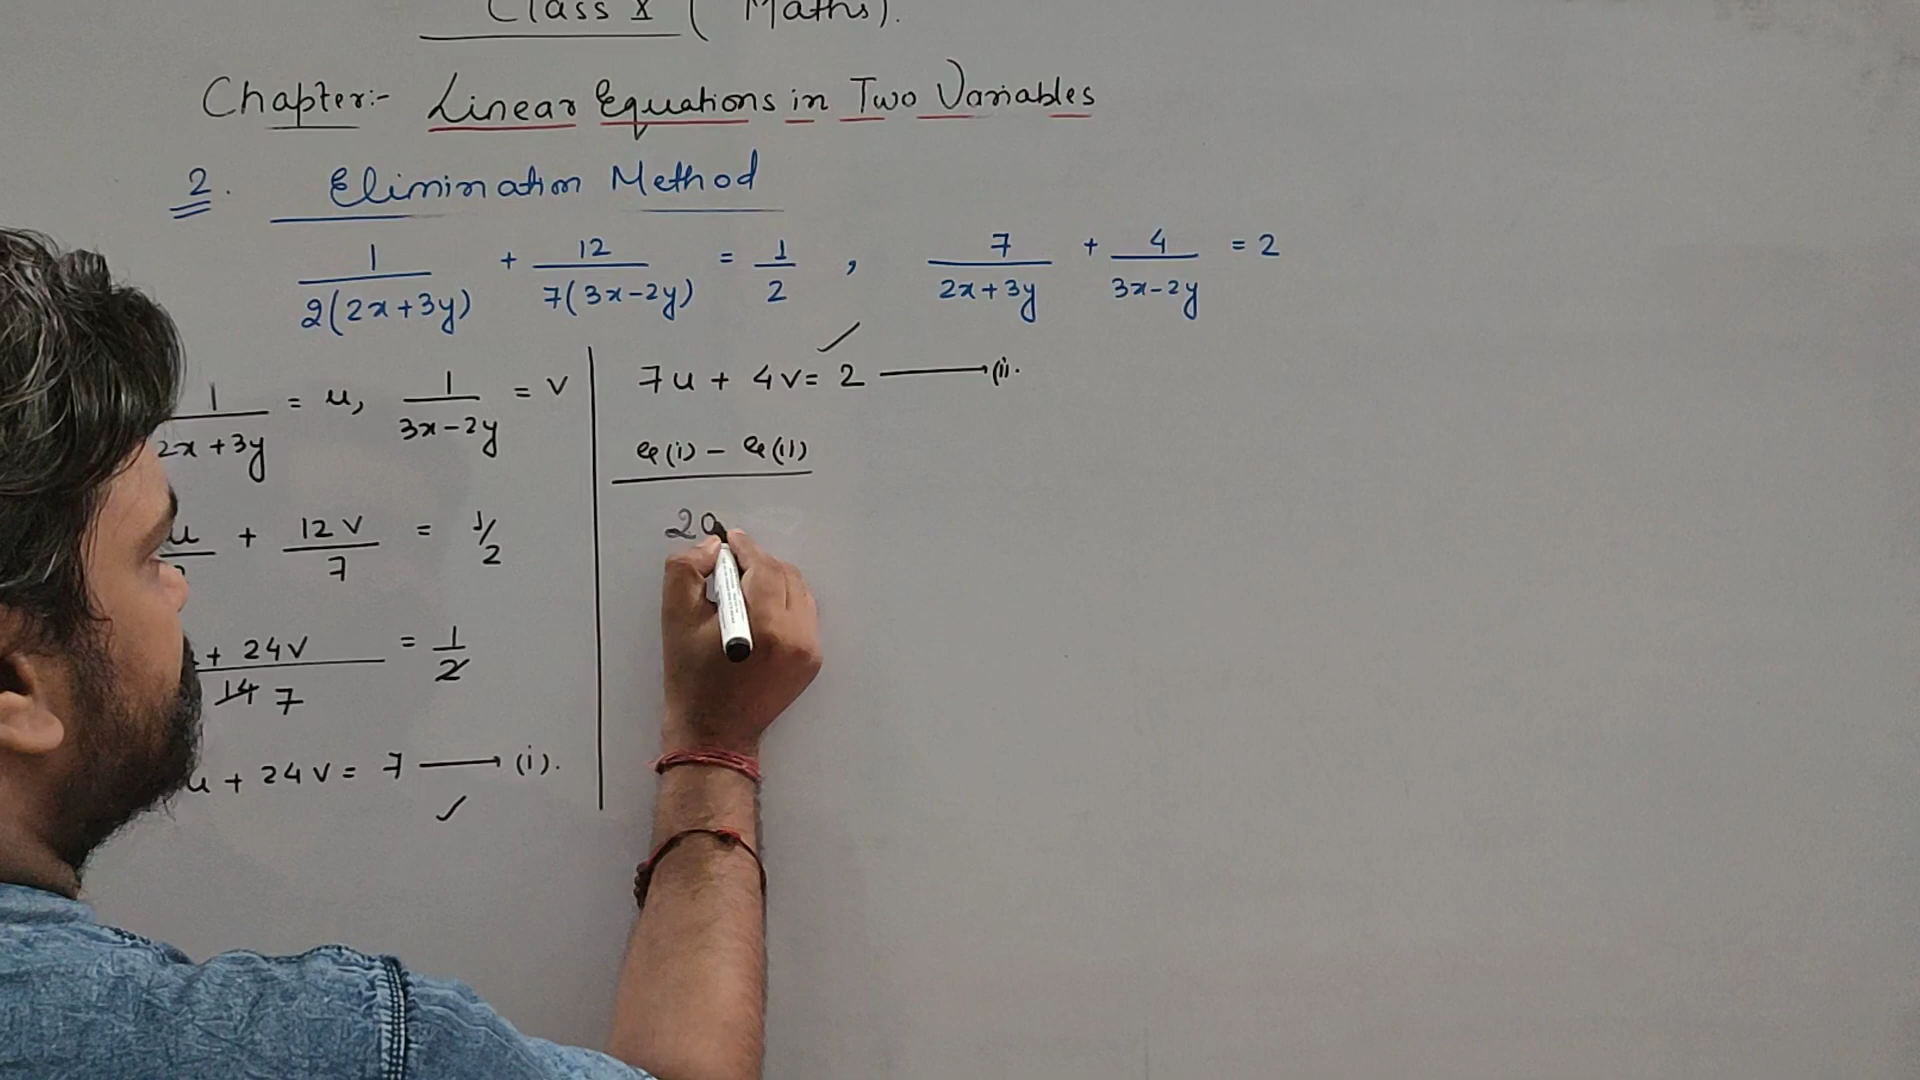 Class X ( Maths).
Chapter:- Linear Equations in Two Variables
2. Elimination Method
1/2(2x+3y) + 12/7(3x-2y) = 1/2 , 7/2x+3y + 4/3x-2y = 2
1/2x+3y = u, 1/3x-2y = v
u + 12v/7 = 1/2
+ 24v/14 7 = 1/2
u + 24v = 7 → (i).
7u + 4v = 2 → (ii.
eq (i) - eq (ii)
20